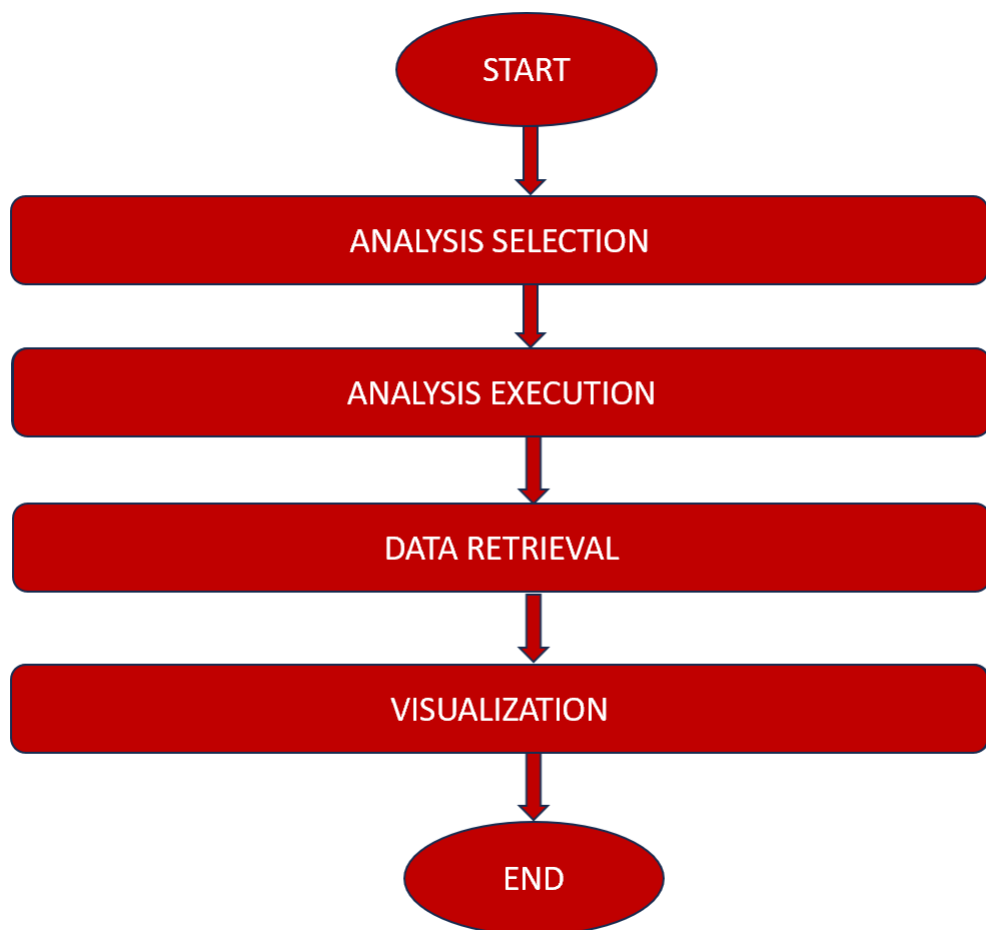 START
ANALYSIS SELECTION
ANALYSIS EXECUTION
DATA RETRIEVAL
VISUALIZATION
END